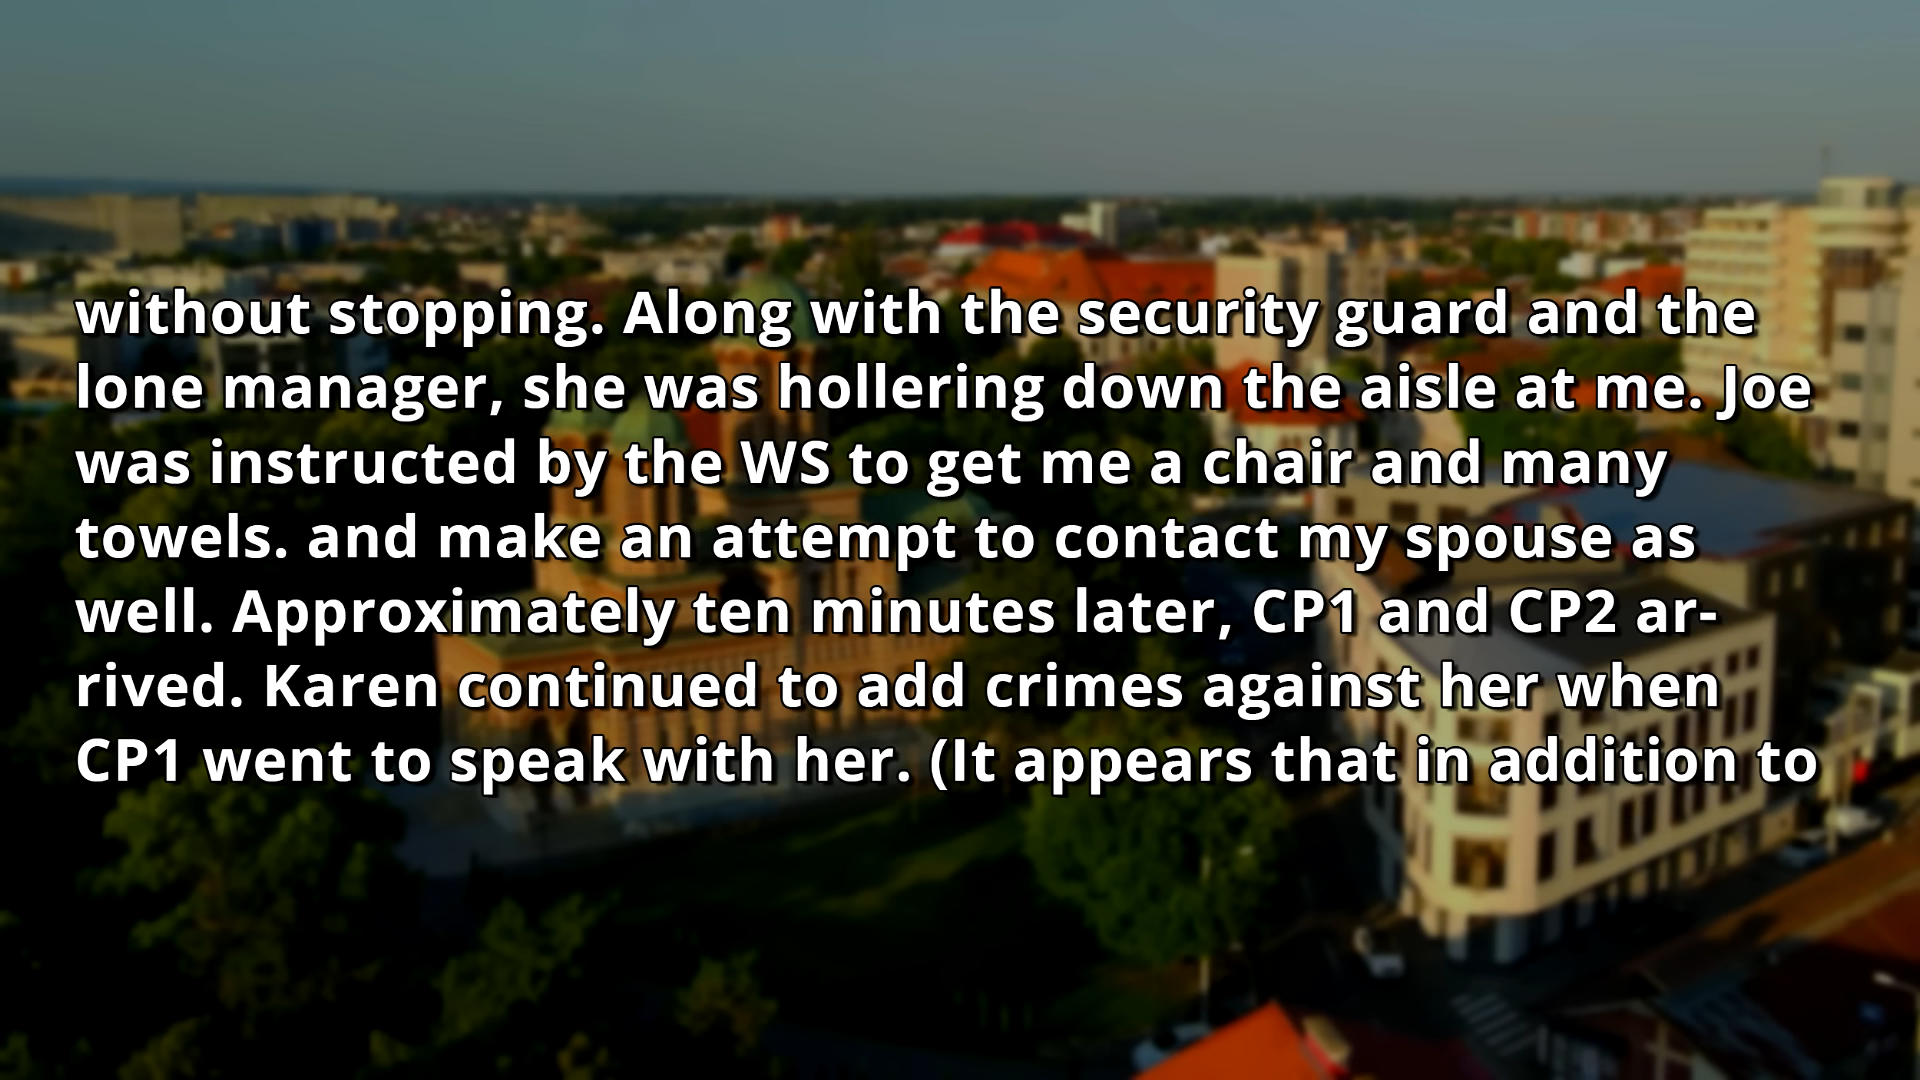 without stopping. Along with the security guard and the
lone manager, she was hollering down the aisle at me. Joe
was instructed by the WS to get me a chair and many
towels. and make an attempt to contact my spouse as
well. Approximately ten minutes later, CP1 and CP2 ar-
rived. Karen continued to add crimes against her when
CP1 went to speak with her. (It appears that in addition to